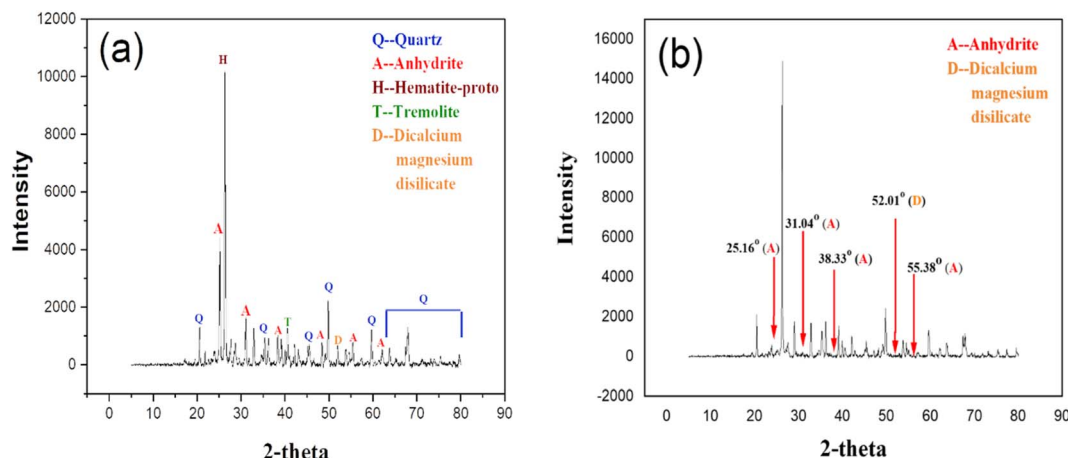 (a)
Q--Quartz
A--Anhydrite
H--Hematite-proto
T--Tremolite
D--Dicalcium
magnesium
disilicate
12000
10000
8000
6000
4000
2000
0
Intensity
H
A
Q
A
Q
A
T
Q
A
D
Q
A
Q
A
Q
0 10 20 30 40 50 60 70 80 90
2-theta
(b)
A--Anhydrite
D--Dicalcium
magnesium
disilicate
16000
14000
12000
10000
8000
6000
4000
2000
0
-2000
Intensity
25.16° (A)
31.04° (A)
38.33° (A)
52.01° (D)
55.38° (A)
0 10 20 30 40 50 60 70 80 90
2-theta